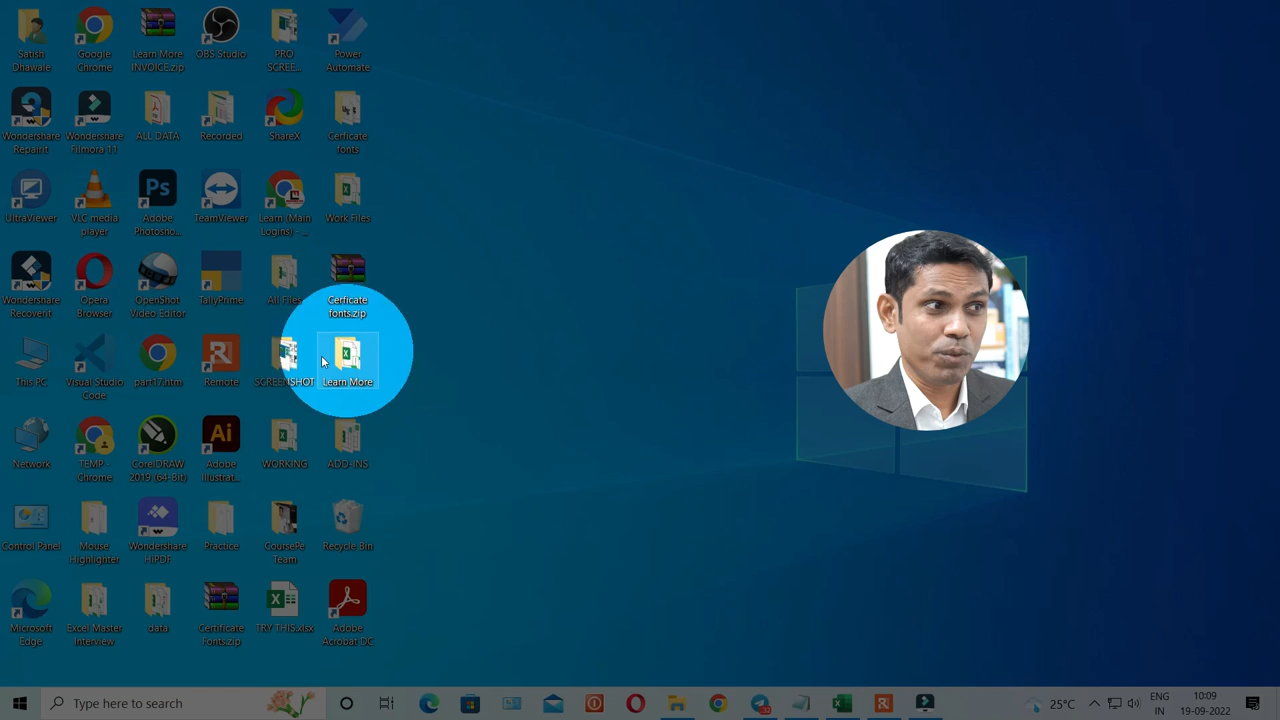 Satish
Dhawale
Google
Chrome
Learn More
INVOICE.zip
OBS Studio
PRO
SCREE...
Power
Automate
Wondershare
Repairit
Wondershare
Filmora 11
ALL DATA
Recorded
ShareX
Cerficate
fonts
UltraViewer
VLC media
player
Adobe
Photosho...
TeamViewer
Learn (Main
Logins) - ...
Work Files
Wondershare
Recoverit
Opera
Browser
OpenShot
Video Editor
TallyPrime
All Files
Cerficate
fonts.zip
This PC
Visual Studio
Code
part17.htm
Remote
SCREENSHOT
Learn More
Network
TEMP -
Chrome
CorelDRAW
2019 (64-Bit)
Adobe
Illustrat...
WORKING
ADD-INS
Control Panel
Mouse
Highlighter
Wondershare
HiPDF
Practice
CoursePe
Team
Recycle Bin
Microsoft
Edge
Excel Master
Interview
data
Certificate
Fonts.zip
TRY THIS.xlsx
Adobe
Acrobat DC
Type here to search
25°C
ENG
IN
10:09
19-09-2022